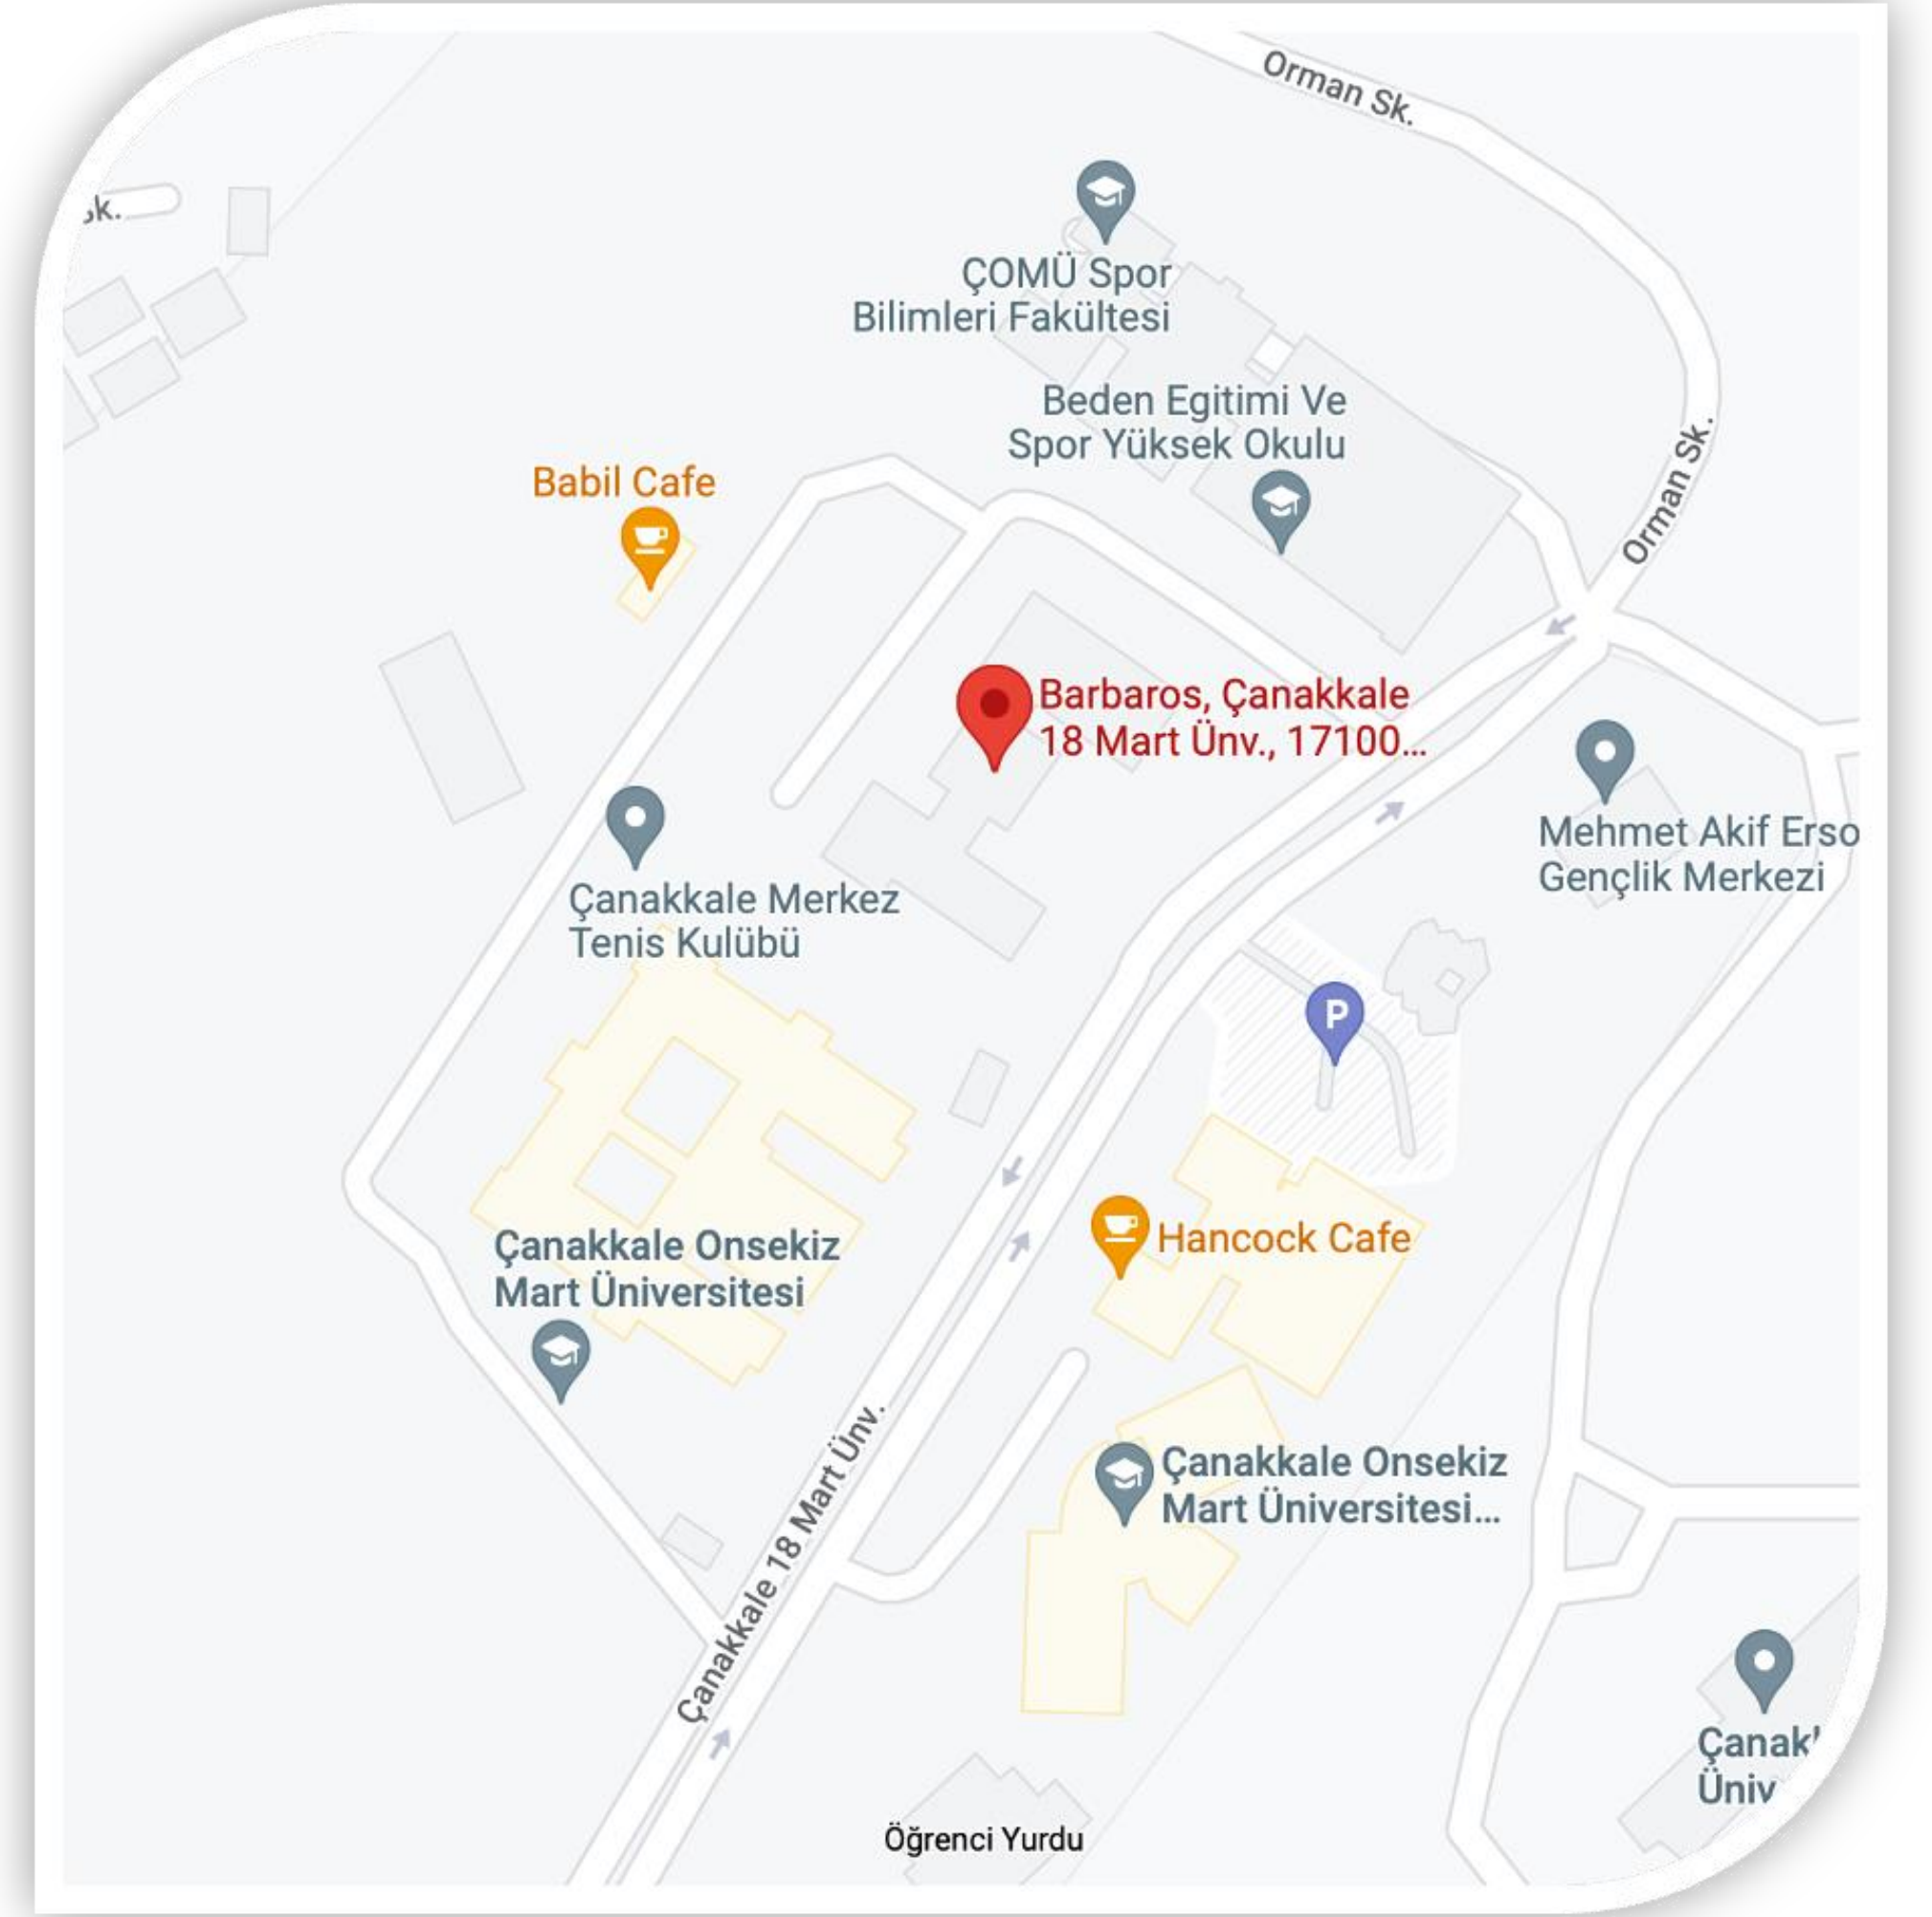 Orman Sk.
ÇOMÜ Spor
Bilimleri Fakültesi
Beden Egitimi Ve
Spor Yüksek Okulu
Orman Sk.
Babil Cafe
Barbaros, Çanakkale
18 Mart Ünv., 17100...
Mehmet Akif Erso
Gençlik Merkezi
Çanakkale Merkez
Tenis Kulübü
P
Hancock Cafe
Çanakkale Onsekiz
Mart Üniversitesi
Çanakkale 18 Mart Ünv.
Çanakkale Onsekiz
Mart Üniversitesi...
Çanak
Üniv
Öğrenci Yurdu